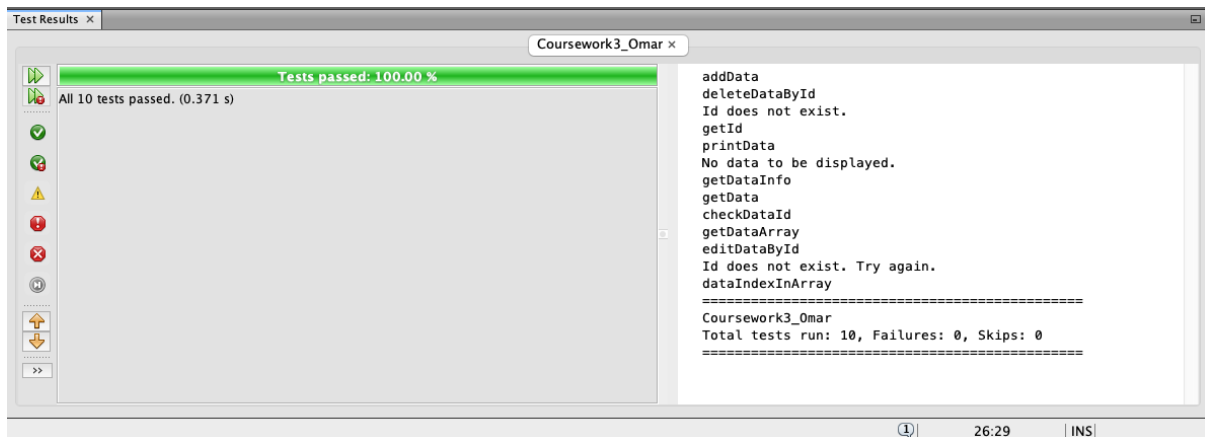 Test Results ×
Coursework3_Omar ×
Tests passed: 100.00 %
All 10 tests passed. (0.371 s)
>>
addData
deleteDataById
Id does not exist.
getId
printData
No data to be displayed.
getDataInfo
getData
checkDataId
getDataArray
editDataById
Id does not exist. Try again.
dataIndexInArray
===============================================
Coursework3_Omar
Total tests run: 10, Failures: 0, Skips: 0
===============================================
1 26:29 INS